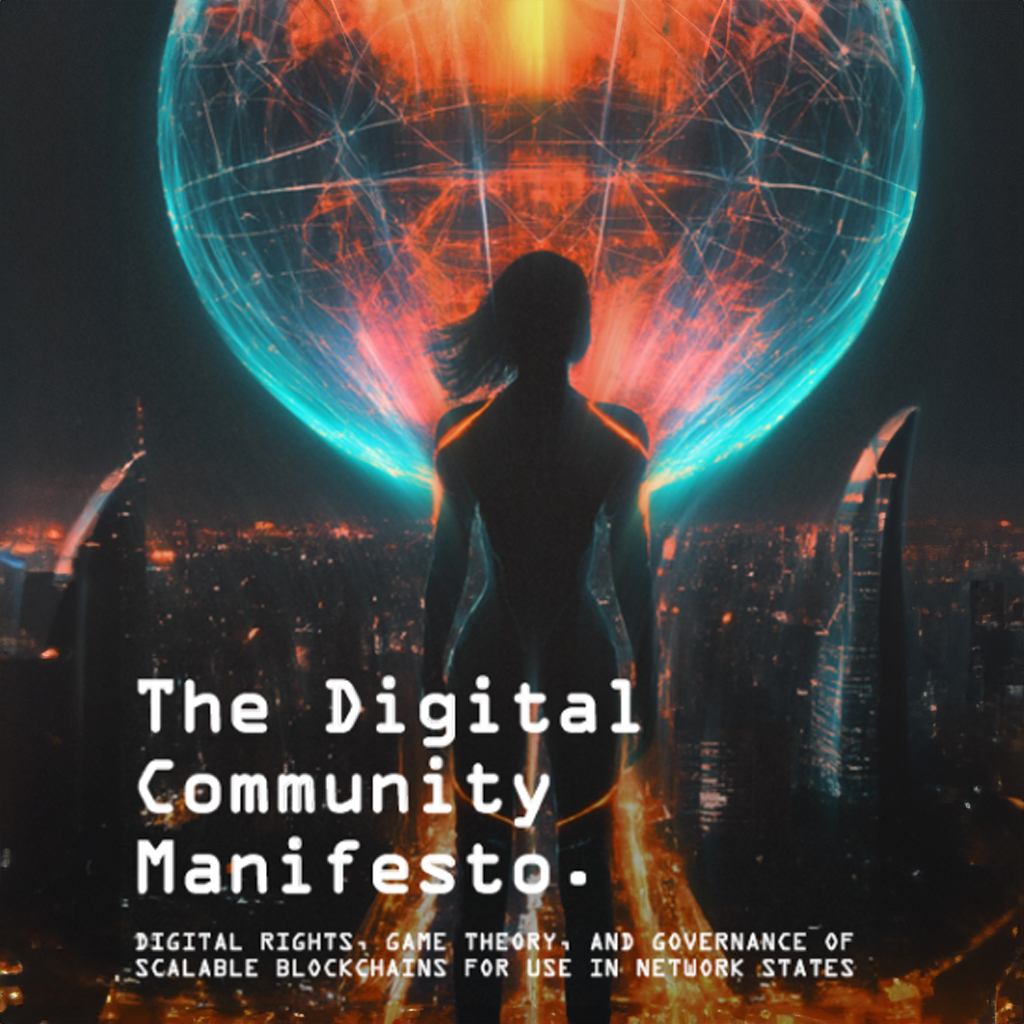 The Digital
Community
Manifesto.
DIGITAL RIGHTS, GAME THEORY, AND GOVERNANCE OF
SCALABLE BLOCKCHAINS FOR USE IN NETWORK STATES